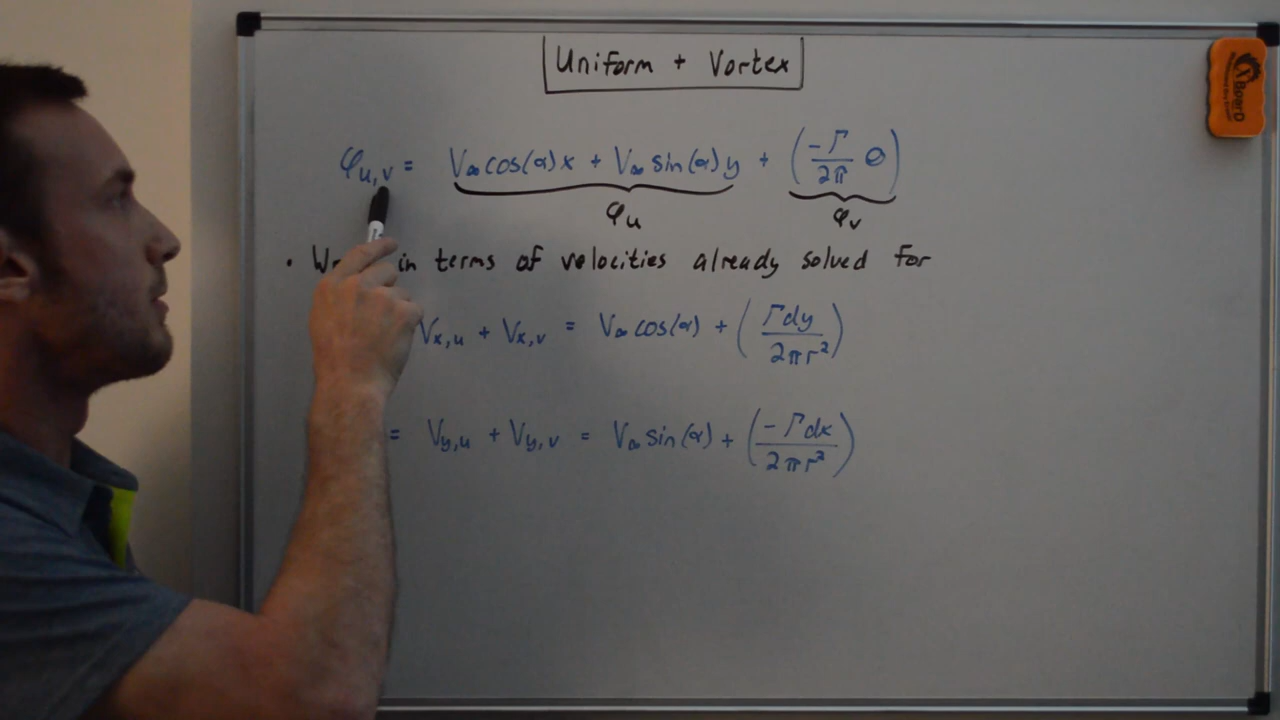 Uniform + Vortex
φu,v = V∞cos(α)x + V∞sin(α)y + (-Γ/2π θ)
φu φv
• in terms of velocities already solved for
Vx,u + Vx,v = V∞cos(α) + (Γdy/2πr²)
= Vy,u + Vy,v = V∞sin(α) + (-Γdx/2πr²)
XBoarD